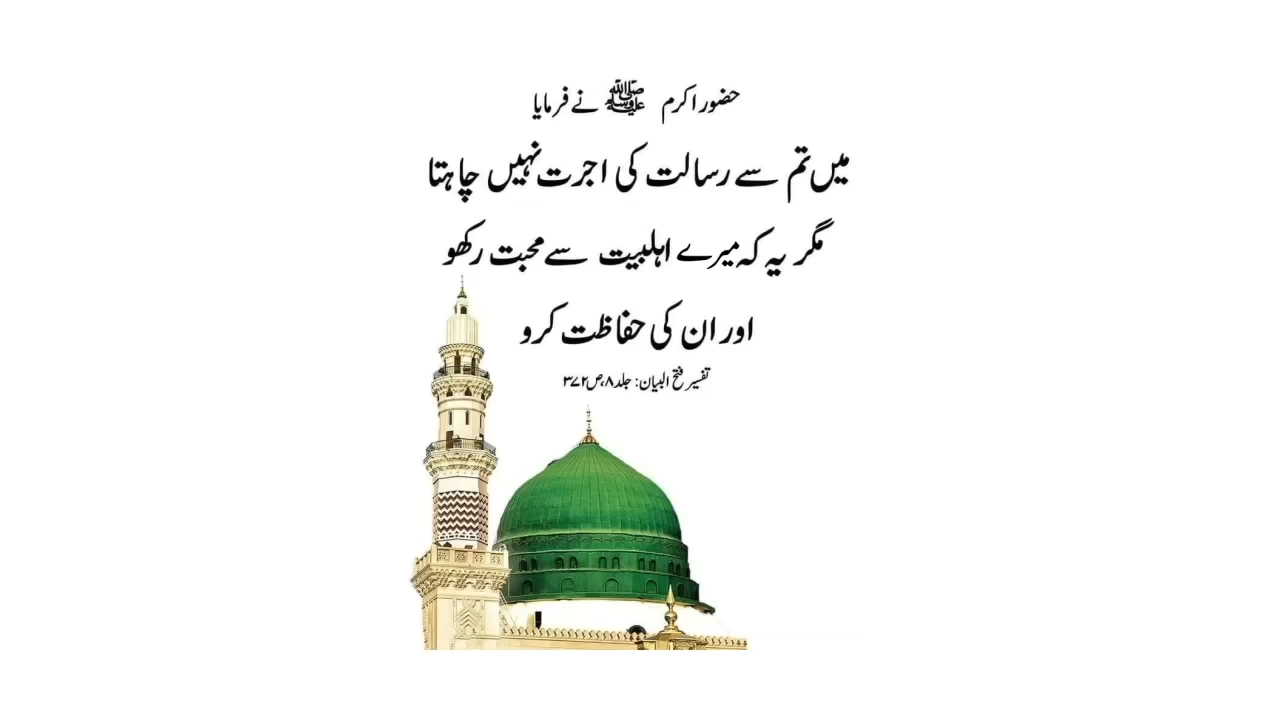 حضور اکرم ﷺ نے فرمایا
میں تم سے رسالت کی اجرت نہیں چاہتا
مگر یہ کہ میرے اہلبیت سے محبت رکھو
اور ان کی حفاظت کرو
تفسیر فتح البیان: جلد ۸، ص ۳۷۲